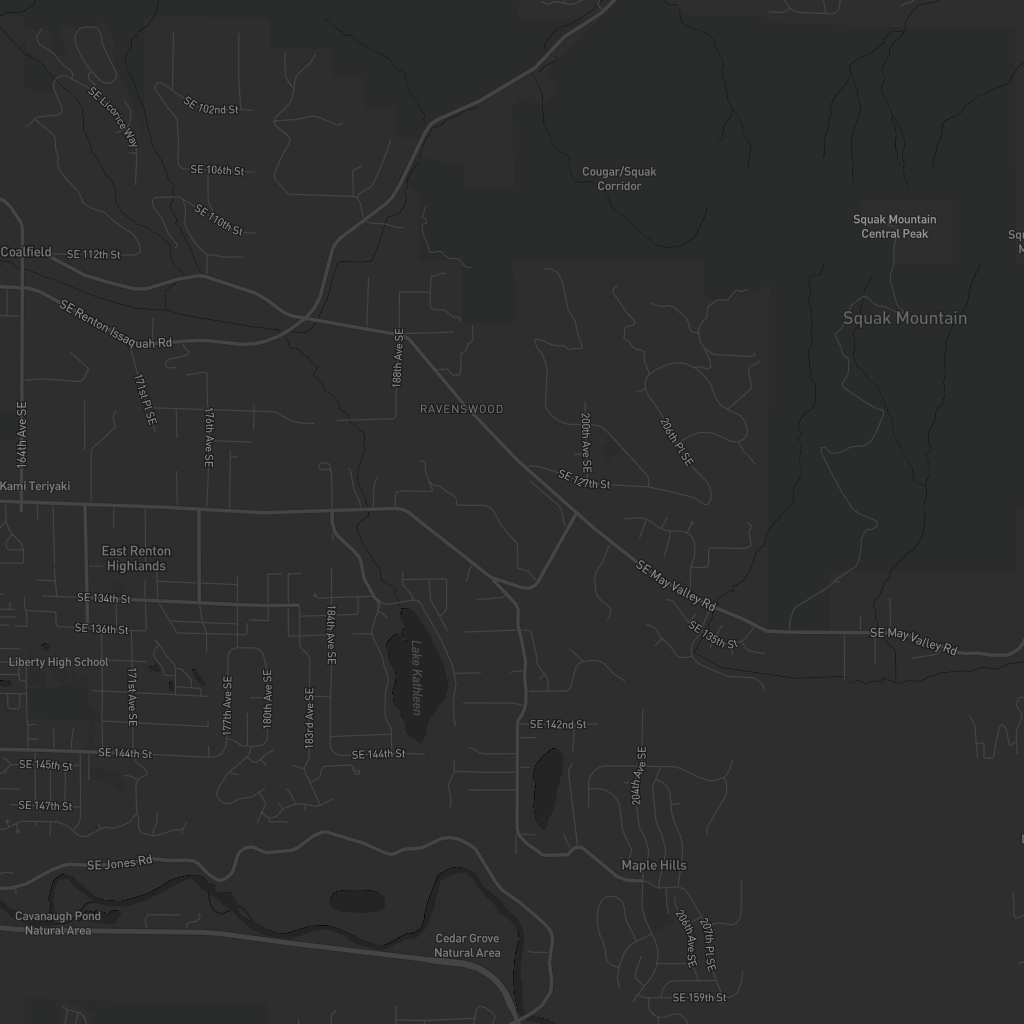 SE Licorice Way
SE 102nd St
SE 106th St
Cougar/Squak
Corridor
SE 110th St
Squak Mountain
Central Peak
Coalfield
SE 112th St
SE Renton Issaquah Rd
Squak Mountain
188th Ave SE
171st Pl SE
RAVENSWOOD
164th Ave SE
176th Ave SE
200th Ave SE
206th Pl SE
Kami Teriyaki
SE 127th St
East Renton
Highlands
SE May Valley Rd
SE 134th St
SE 136th St
184th Ave SE
SE 135th St
SE May Valley Rd
Liberty High School
Lake Kathleen
171st Ave SE
177th Ave SE
180th Ave SE
183rd Ave SE
SE 142nd St
SE 144th St
SE 144th St
SE 145th St
204th Ave SE
SE 147th St
SE Jones Rd
Maple Hills
Cavanaugh Pond
Natural Area
Cedar Grove
Natural Area
206th Ave SE
207th Pl SE
SE 159th St